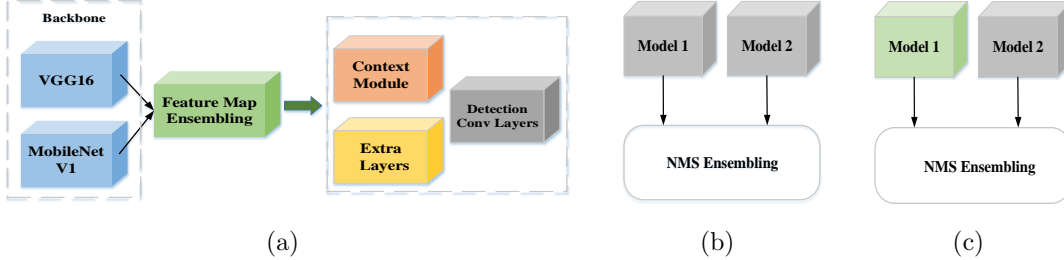 Backbone
VGG16
MobileNet
V1
Feature Map
Ensembling
Context
Module
Extra
Layers
Detection
Conv Layers
(a)
Model 1
Model 2
NMS Ensembling
(b)
Model 1
Model 2
NMS Ensembling
(c)